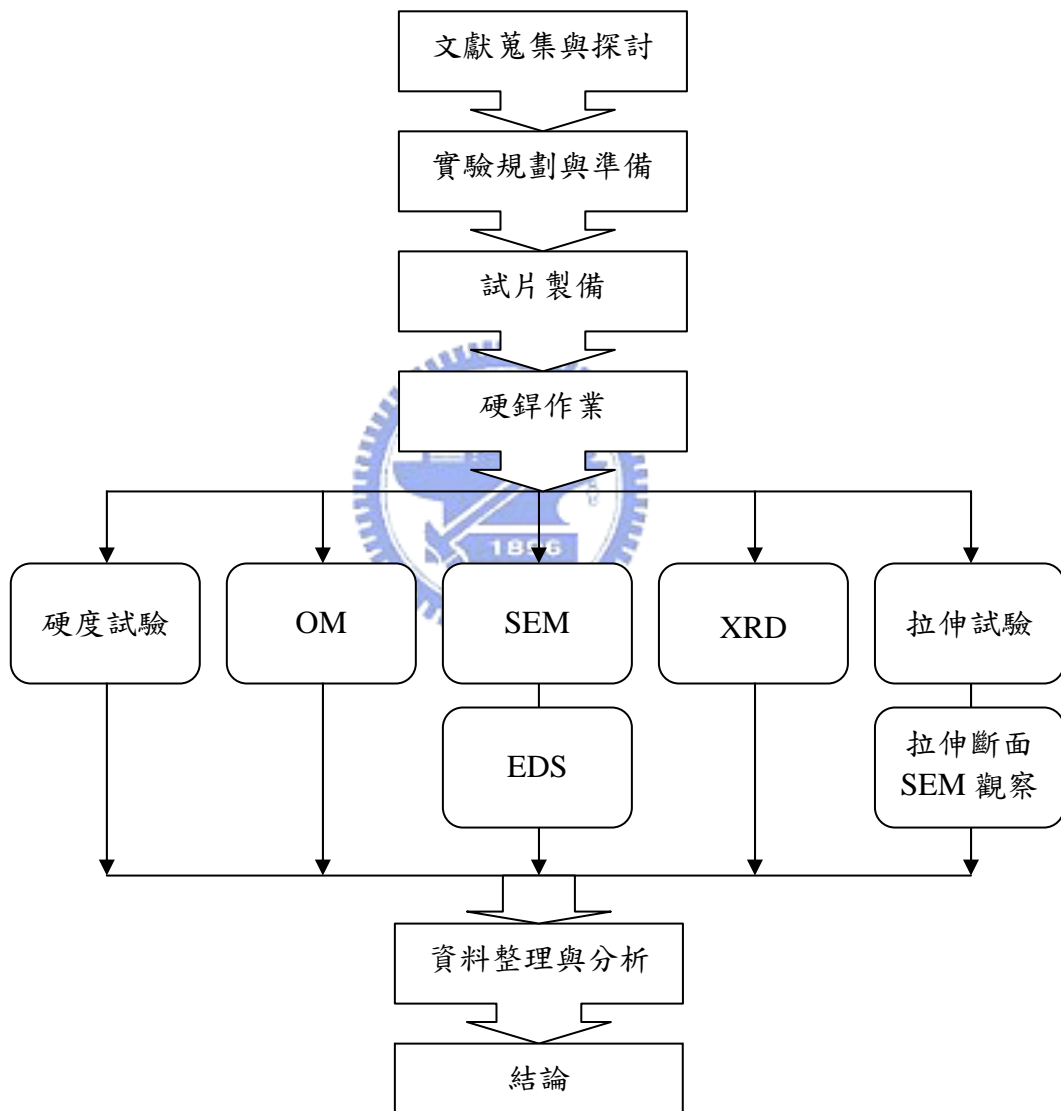 文獻蒐集與探討
實驗規劃與準備
試片製備
硬銲作業
1896
硬度試驗
OM
SEM
XRD
拉伸試驗
EDS
拉伸斷面
SEM 觀察
資料整理與分析
結論